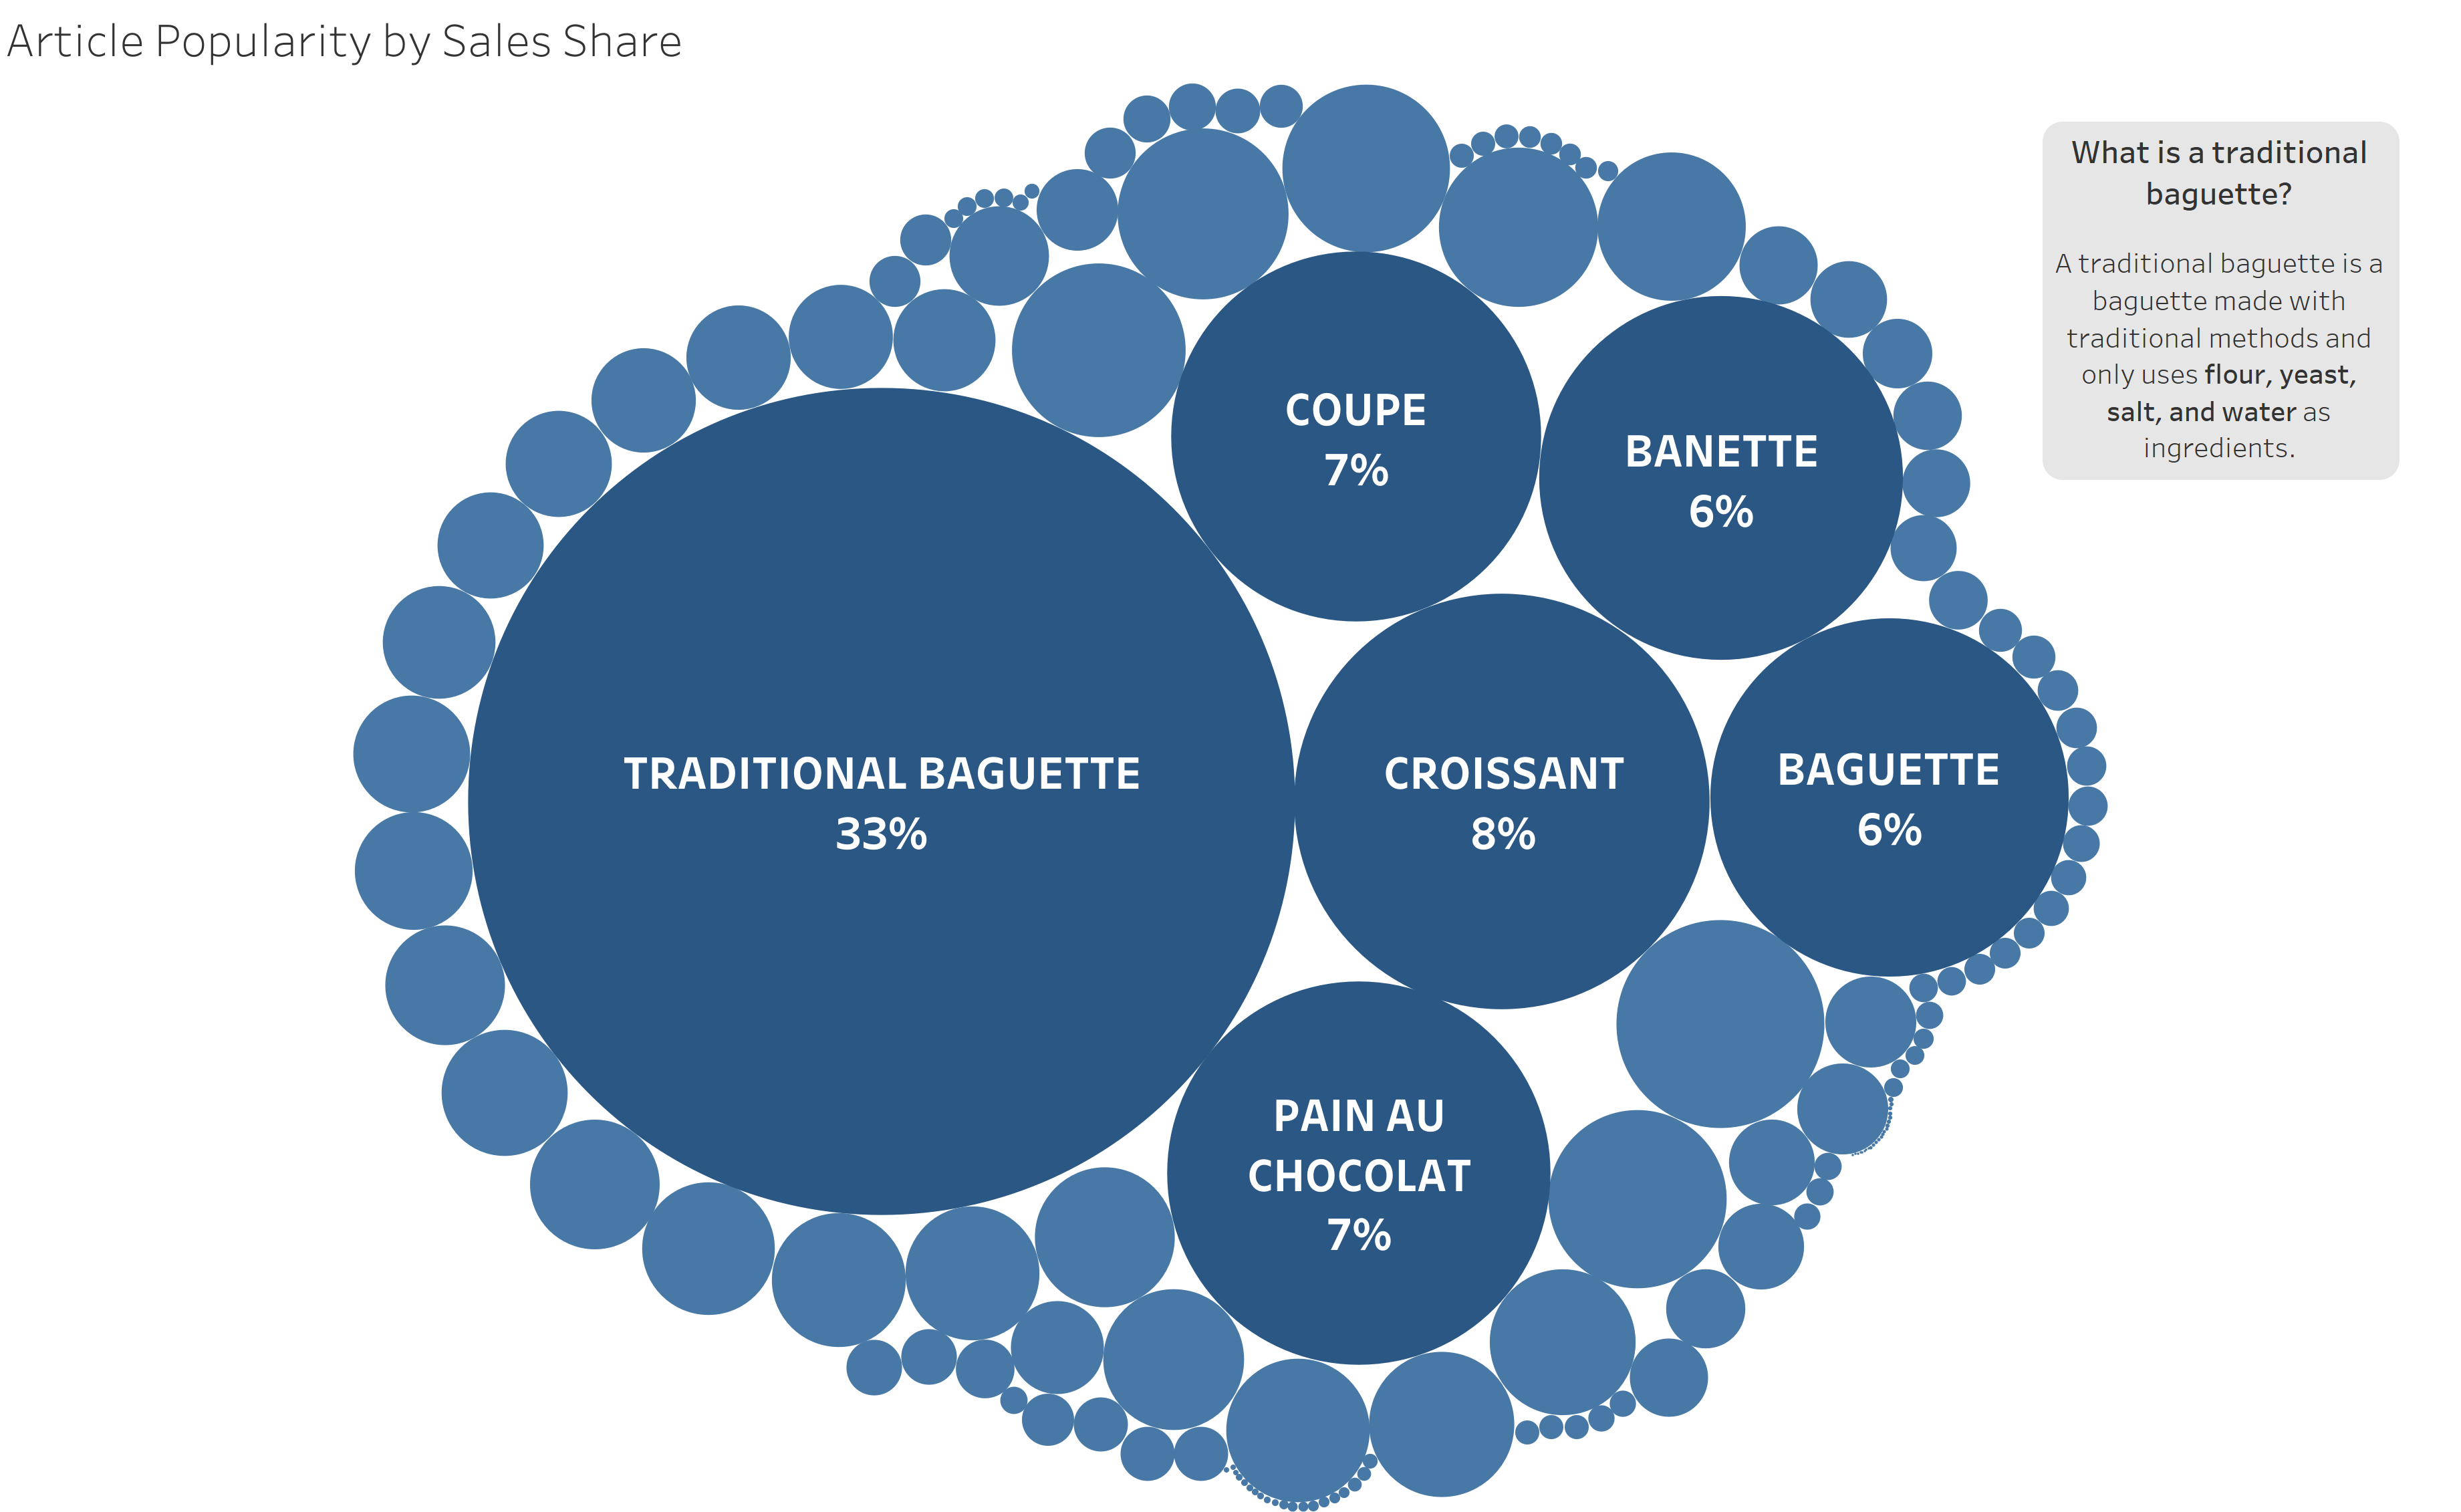 Article Popularity by Sales Share
What is a traditional
baguette?
A traditional baguette is a
baguette made with
traditional methods and
only uses flour, yeast,
salt, and water as
ingredients.
COUPE
7%
BANETTE
6%
TRADITIONAL BAGUETTE
33%
CROISSANT
8%
BAGUETTE
6%
PAIN AU
CHOCOLAT
7%